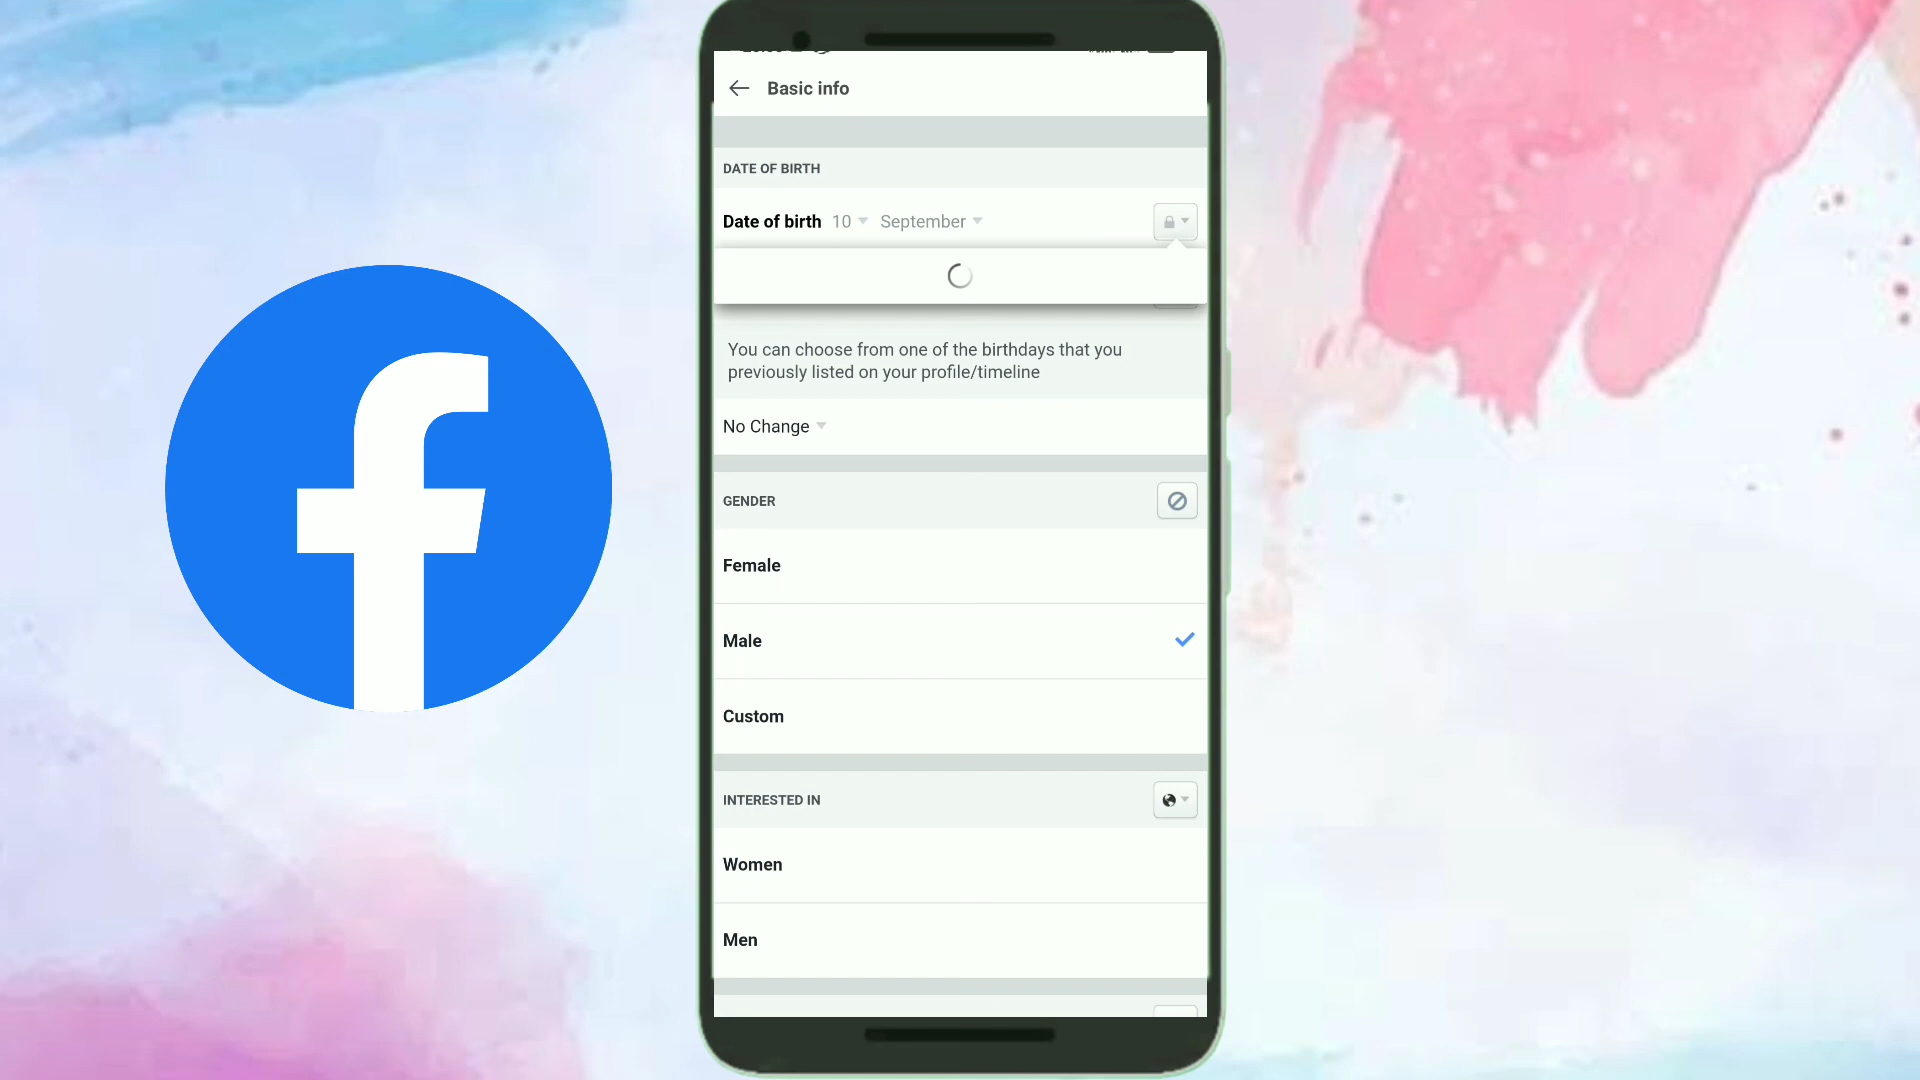 Basic info
DATE OF BIRTH
Date of birth 10 September
You can choose from one of the birthdays that you
previously listed on your profile/timeline
No Change
GENDER
Female
Male
Custom
INTERESTED IN
Women
Men